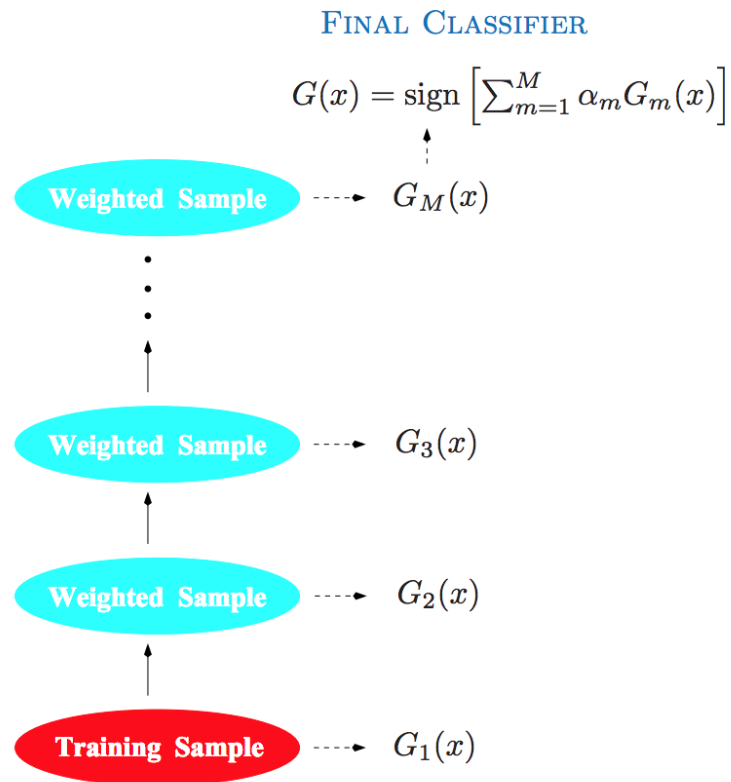 FINAL CLASSIFIER
G(x) = sign [∑_{m=1}^{M} α_m G_m(x)]
Weighted Sample G_M(x)
Weighted Sample G_3(x)
Weighted Sample G_2(x)
Training Sample G_1(x)